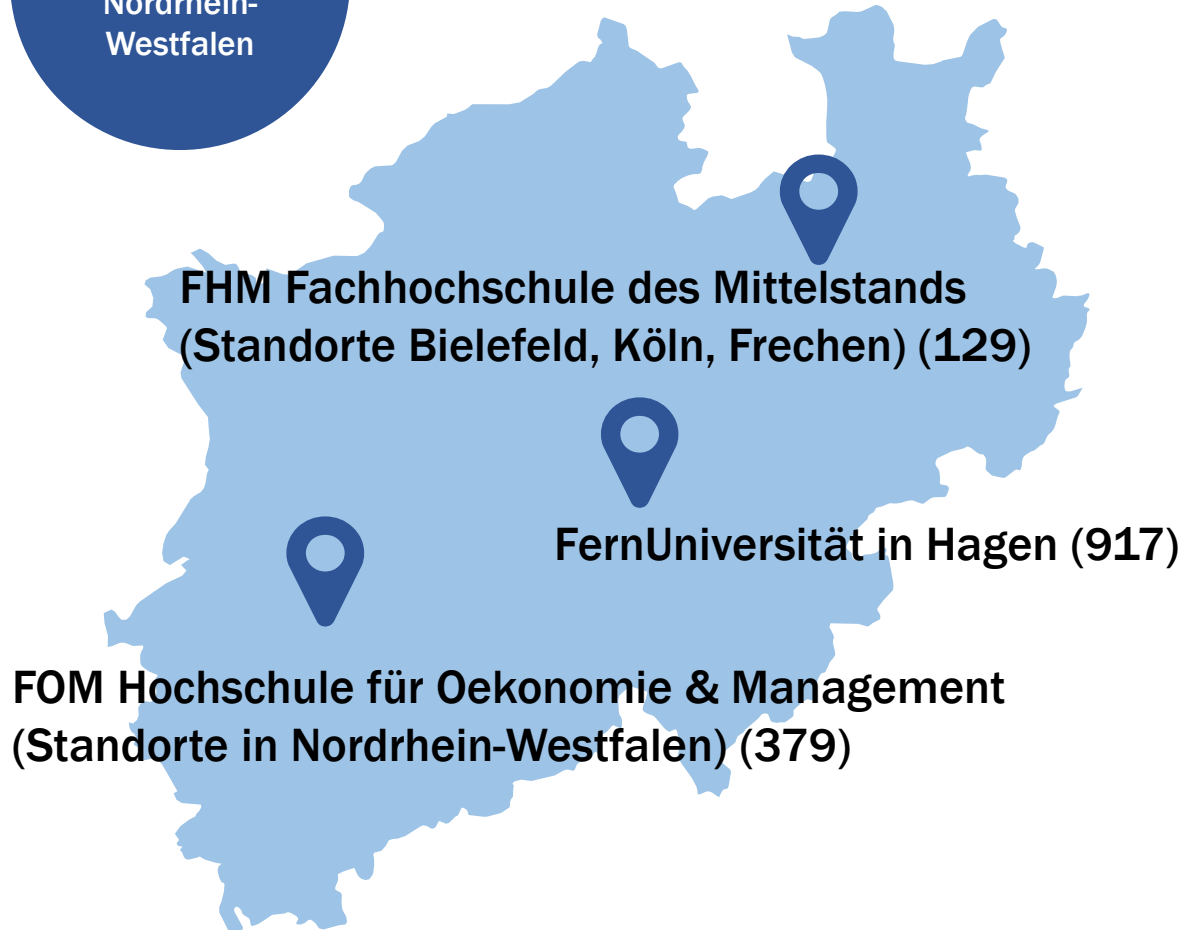 Nordrhein-
Westfalen
FHM Fachhochschule des Mittelstands
(Standorte Bielefeld, Köln, Frechen) (129)
FernUniversität in Hagen (917)
FOM Hochschule für Oekonomie & Management
(Standorte in Nordrhein-Westfalen) (379)